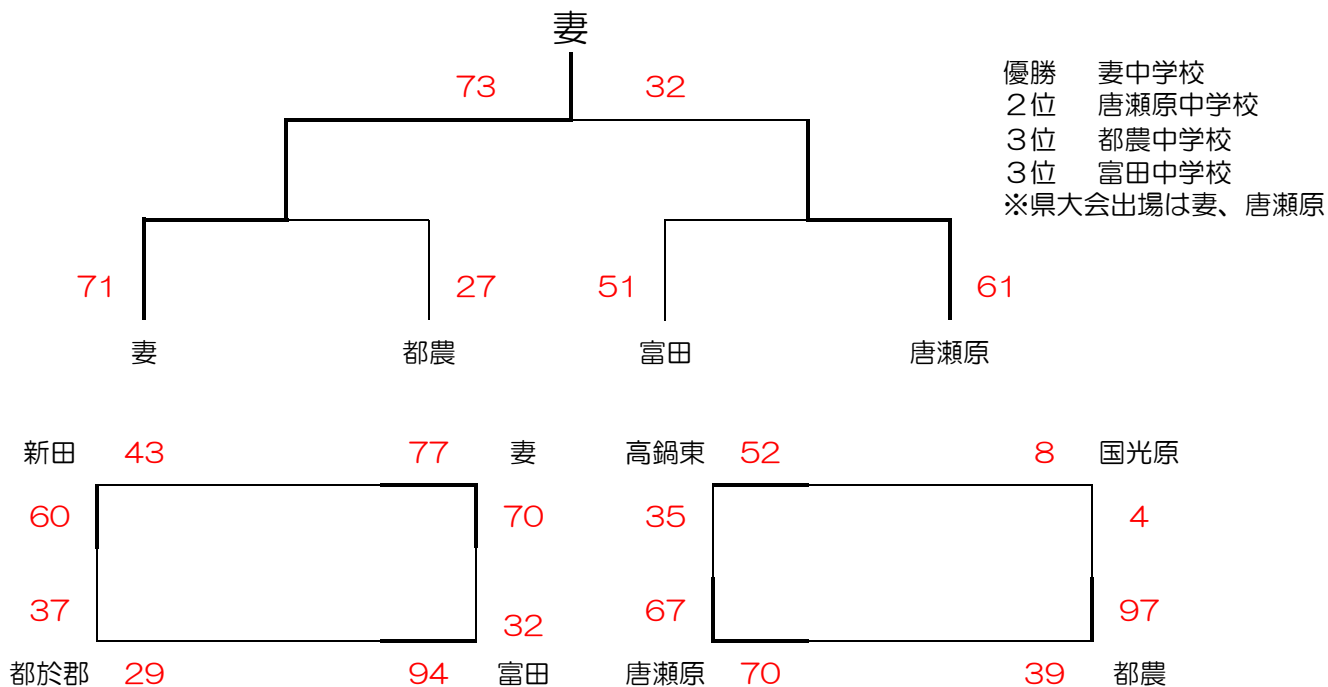 妻
73 32
優勝 妻中学校
2位 唐瀬原中学校
3位 都農中学校
3位 富田中学校
※県大会出場は妻、唐瀬原
71 27 51 61
妻 都農 富田 唐瀬原
新田 43 77 妻 高鍋東 52 8 国光原
60 70 35 4
37 32 67 97
都於郡 29 94 富田 唐瀬原 70 39 都農